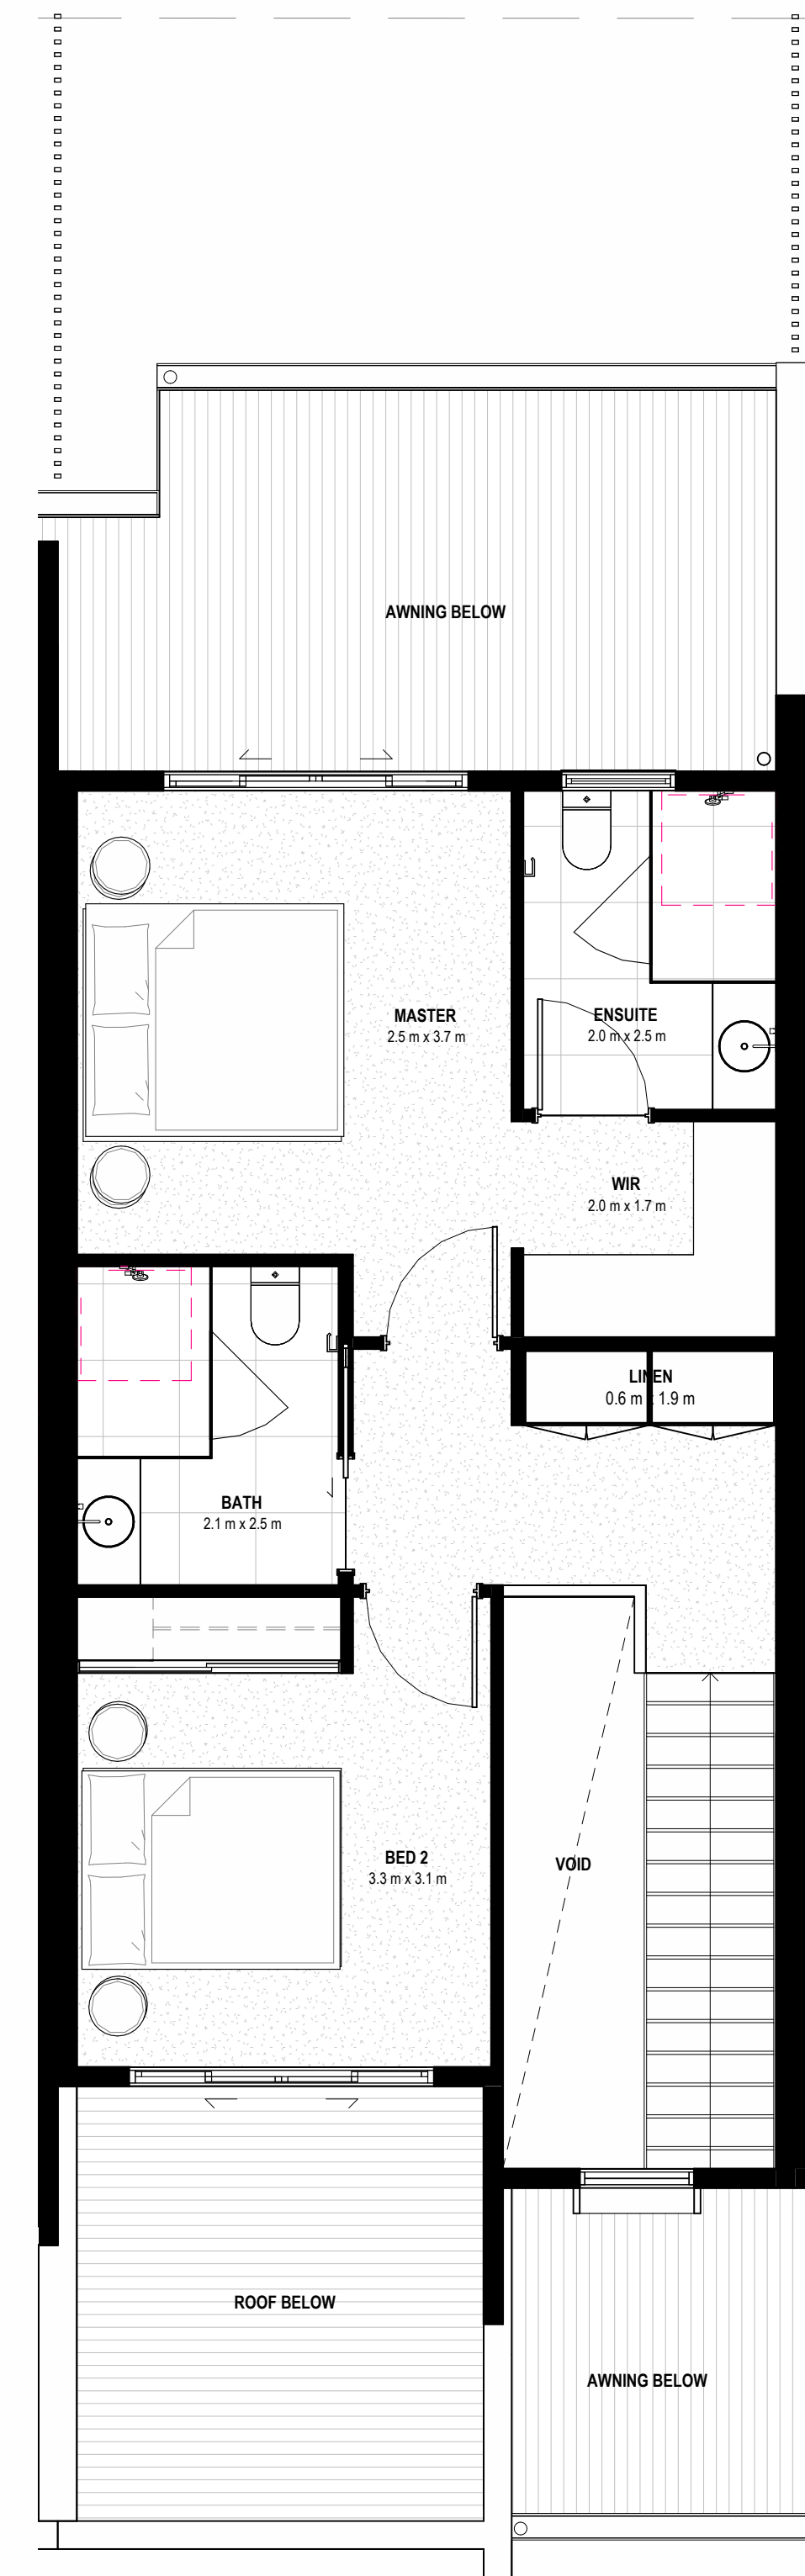 AWNING BELOW
MASTER
2.5 m x 3.7 m
ENSUITE
2.0 m x 2.5 m
WIR
2.0 m x 1.7 m
LINEN
0.6 m x 1.9 m
BATH
2.1 m x 2.5 m
BED 2
3.3 m x 3.1 m
VOID
ROOF BELOW
AWNING BELOW